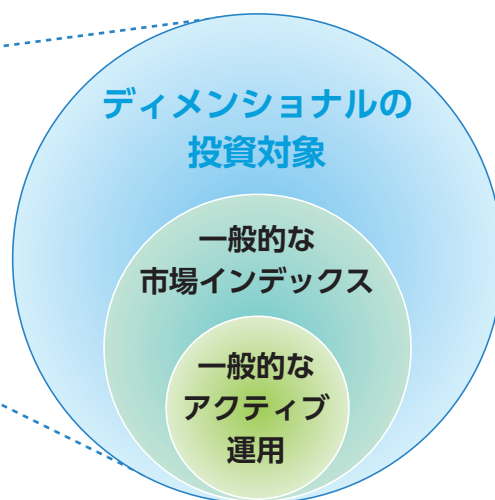 ディメンショナルの
投資対象
一般的な
市場インデックス
一般的な
アクティブ
運用